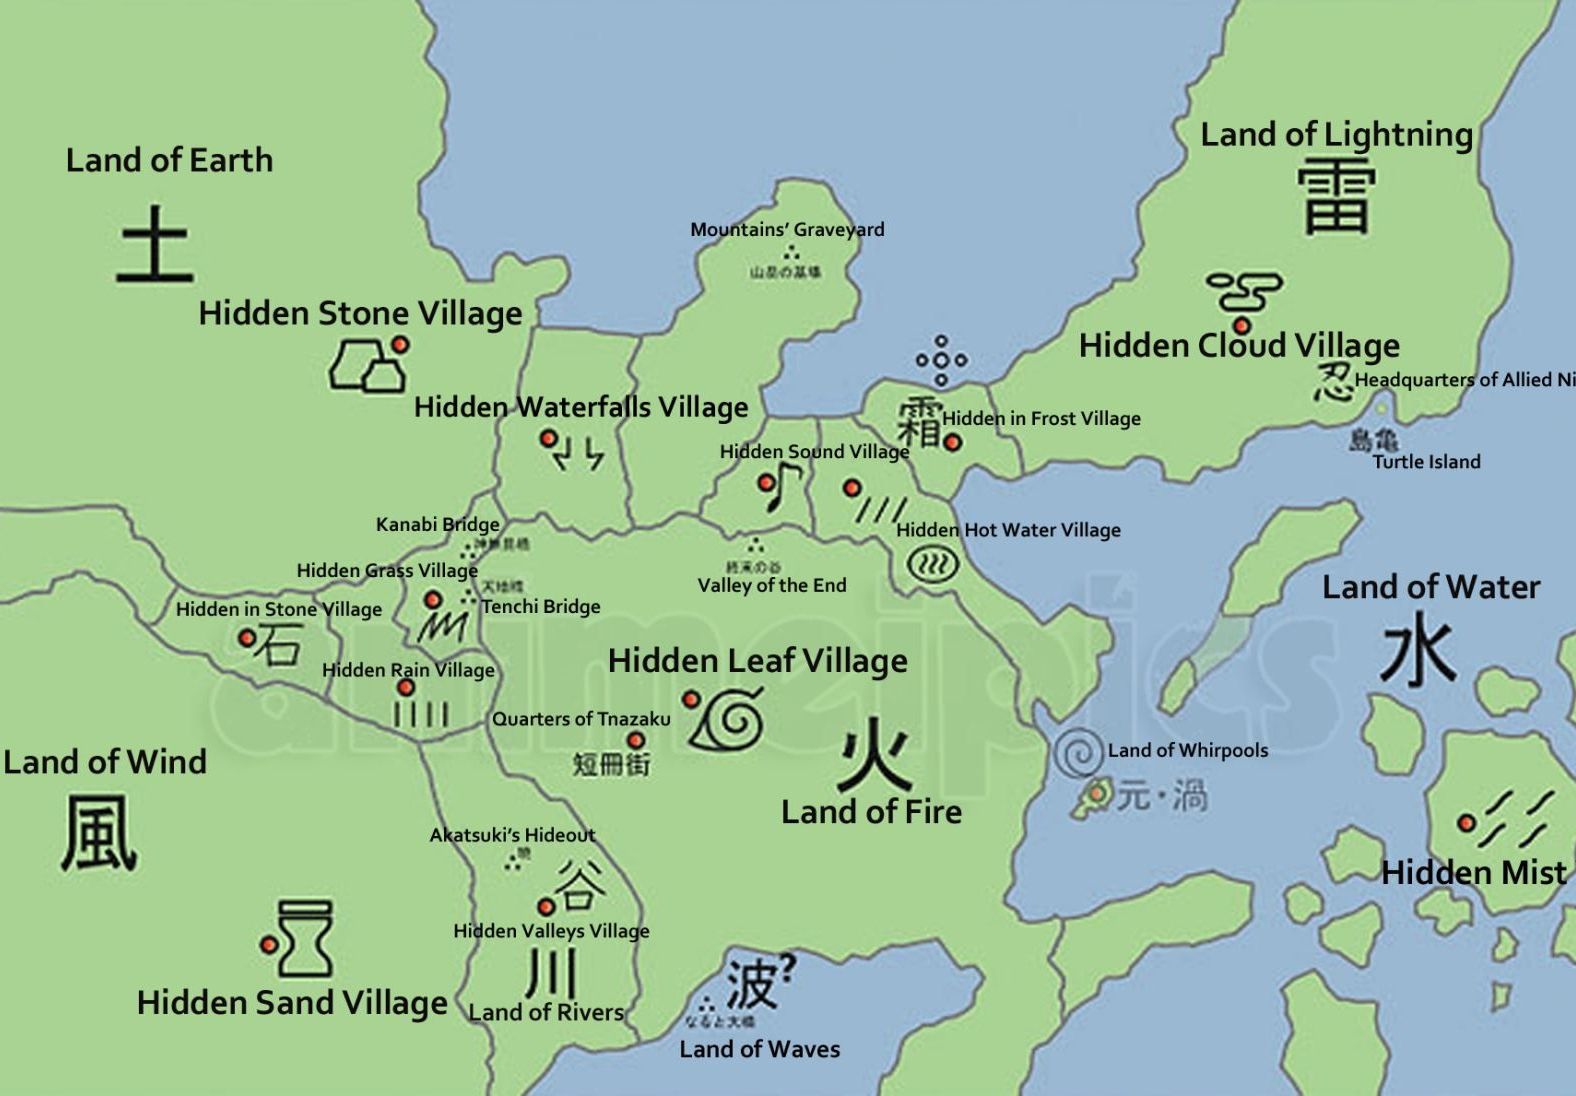 Land of Earth
土
Land of Lightning
雷
Mountains' Graveyard
山岳の墓場
Hidden Stone Village
Hidden Cloud Village
忍
Headquarters of Allied Ni
島亀
Turtle Island
Hidden Waterfalls Village
霜
Hidden in Frost Village
Hidden Sound Village
Kanabi Bridge
神無毘橋
Hidden Hot Water Village
終末の谷
Valley of the End
Hidden Grass Village
天地橋
Tenchi Bridge
Hidden in Stone Village
石
Land of Water
水
Hidden Rain Village
Hidden Leaf Village
Quarters of Tnazaku
短冊街
火
Land of Fire
Land of Whirpools
元・渦
Land of Wind
風
animeipics
Hidden Mist
Akatsuki's Hideout
暁
谷
Hidden Valleys Village
川
Land of Rivers
Hidden Sand Village
波?
なると大橋
Land of Waves